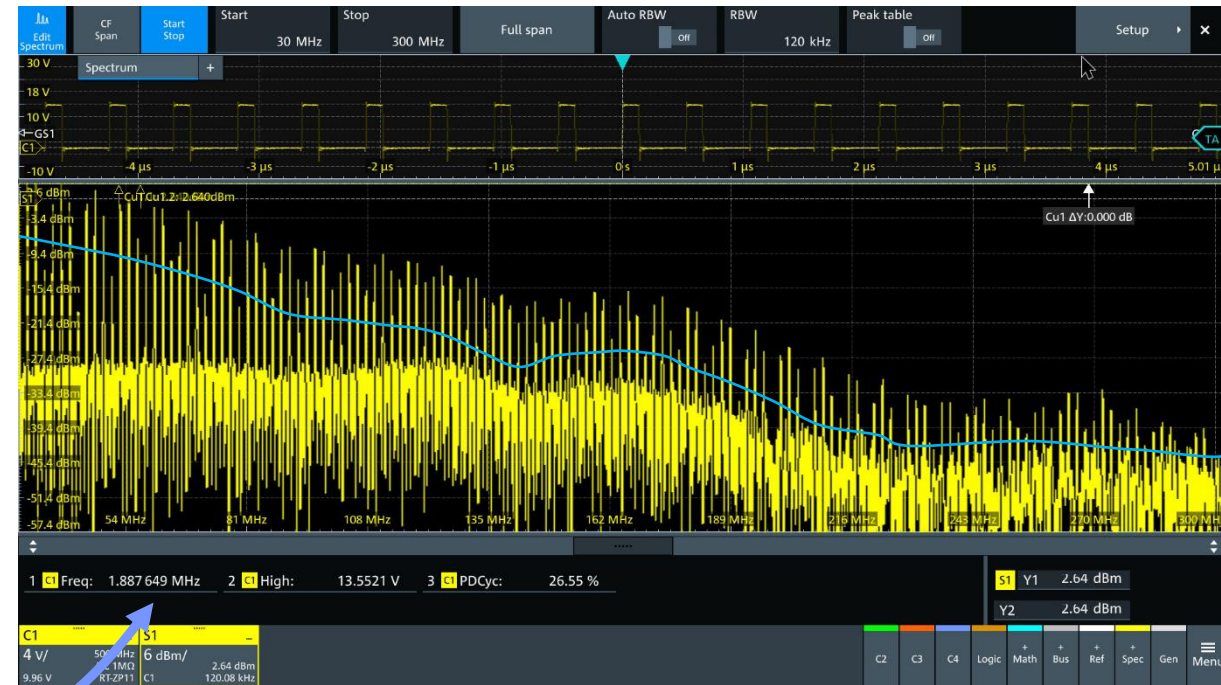 Edit Spectrum
CF Span
Start Stop
Start 30 MHz
Stop 300 MHz
Full span
Auto RBW Off
RBW 120 kHz
Peak table Off
Setup
30 V
Spectrum +
18 V
10 V
GS1
C1
TA
-10 V
-4 µs -3 µs -2 µs -1 µs 0 s 1 µs 2 µs 3 µs 4 µs 5.01 µ
S1
dBm
Cu1.2: 2.640dBm
-3.4 dBm
Cu1 ΔY:0.000 dB
-9.4 dBm
-15.4 dBm
-21.4 dBm
-27.4 dBm
-33.4 dBm
-39.4 dBm
-45.4 dBm
-51.4 dBm
-57.4 dBm
54 MHz 81 MHz 108 MHz 135 MHz 162 MHz 189 MHz 216 MHz 243 MHz 270 MHz 300 MH
1 C1 Freq: 1.887 649 MHz 2 C1 High: 13.5521 V 3 C1 PDCyc: 26.55 %
S1 Y1 2.64 dBm
Y2 2.64 dBm
C1 S1
4 V/ 500 MHz 6 dBm/
1MΩ 2.64 dBm
9.96 V RT-ZP11 C1 120.08 kHz
C2 C3 C4 Logic + Math + Bus + Ref + Spec Gen Menu